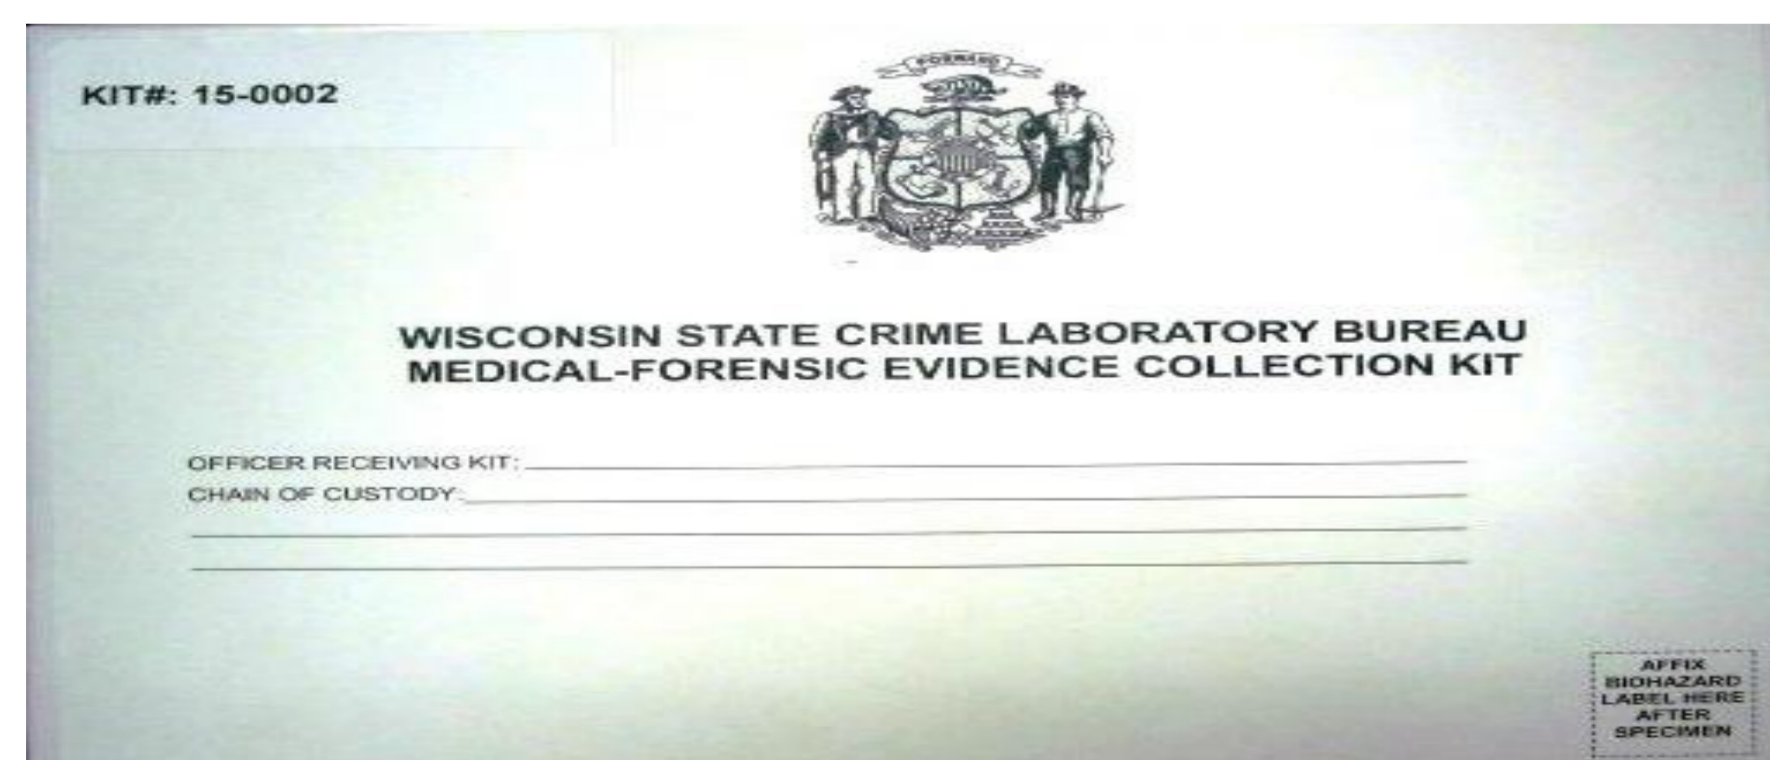 KIT#: 15-0002
FORWARD
WISCONSIN STATE CRIME LABORATORY BUREAU
MEDICAL-FORENSIC EVIDENCE COLLECTION KIT
OFFICER RECEIVING KIT:
CHAIN OF CUSTODY:
AFFIX
BIOHAZARD
LABEL HERE
AFTER
SPECIMEN